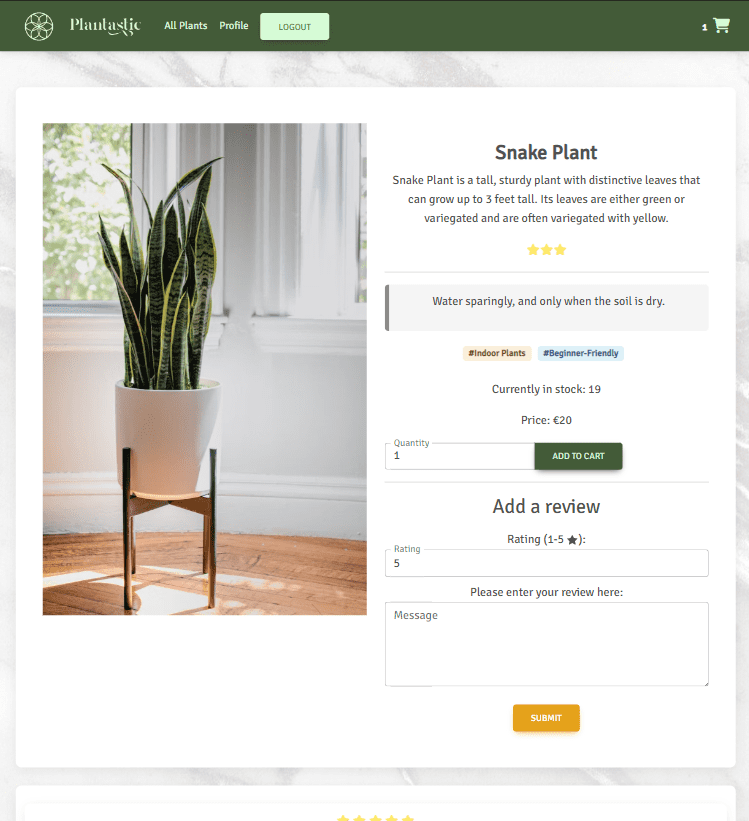 Plantastic
All Plants
Profile
LOGOUT
1
Snake Plant
Snake Plant is a tall, sturdy plant with distinctive leaves that
can grow up to 3 feet tall. Its leaves are either green or
variegated and are often variegated with yellow.
Water sparingly, and only when the soil is dry.
#Indoor Plants
#Beginner-Friendly
Currently in stock: 19
Price: €20
Quantity
1
ADD TO CART
Add a review
Rating (1-5 ★):
Rating
5
Please enter your review here:
Message
SUBMIT